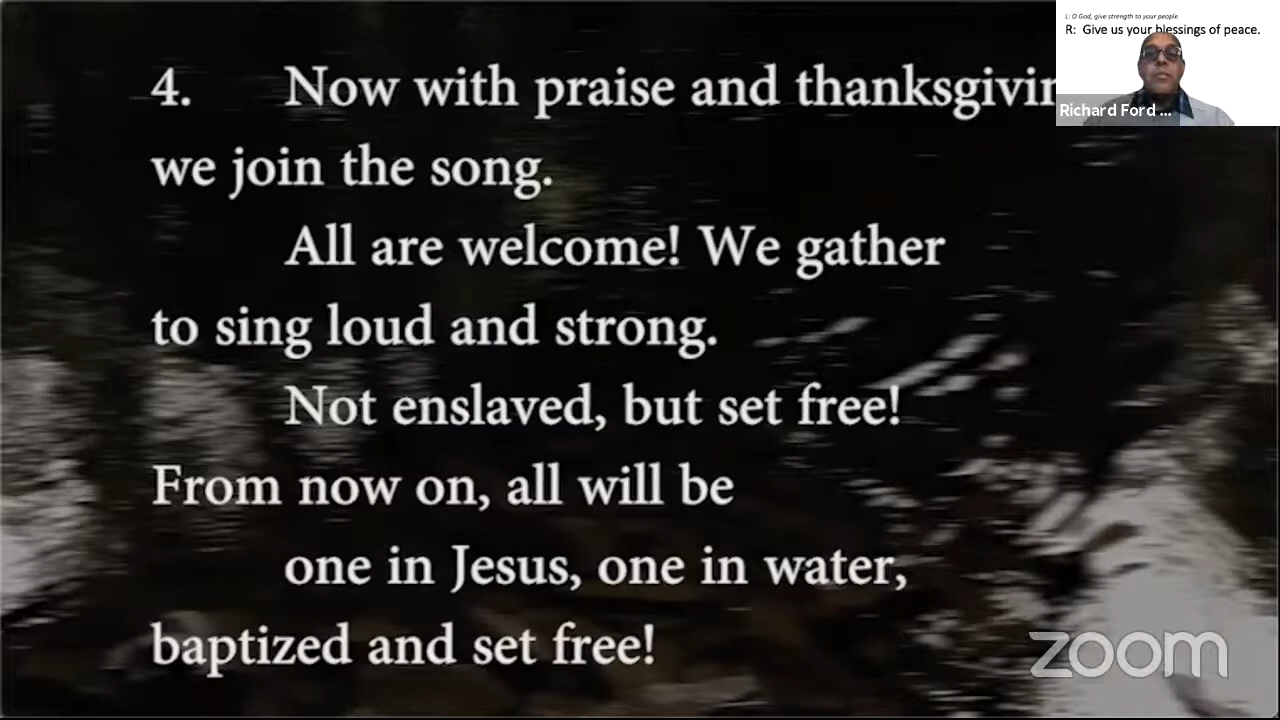 4. Now with praise and thanksgivin
we join the song.
All are welcome! We gather
to sing loud and strong.
Not enslaved, but set free!
From now on, all will be
one in Jesus, one in water,
baptized and set free!
L: O God, give strength to your people.
R: Give us your blessings of peace.
Richard Ford ...
zoom